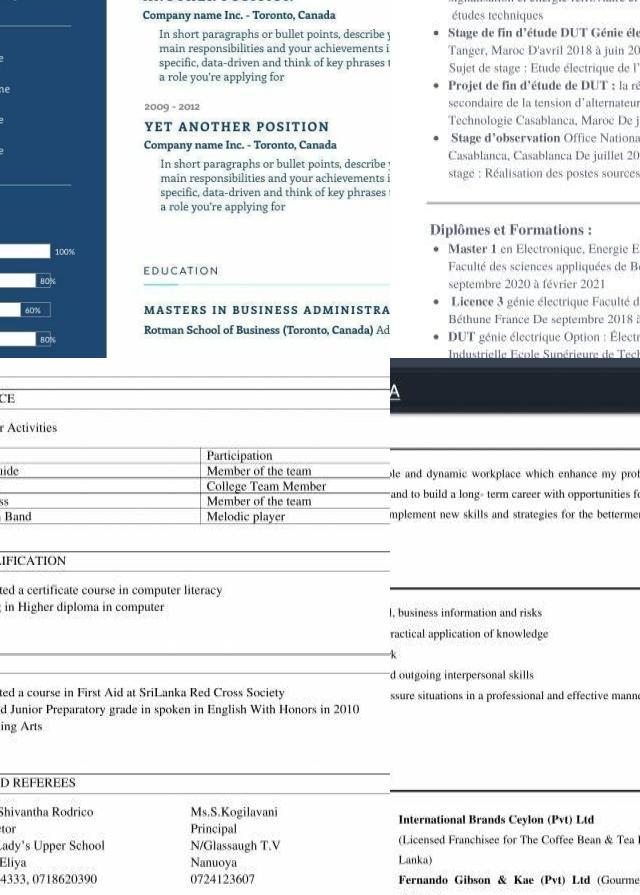 e
ne
e
e
100%
80%
60%
80%
Company name Inc. - Toronto, Canada
In short paragraphs or bullet points, describe y
main responsibilities and your achievements i
specific, data-driven and think of key phrases t
a role you're applying for
2009 - 2012
YET ANOTHER POSITION
Company name Inc. - Toronto, Canada
In short paragraphs or bullet points, describe
main responsibilities and your achievements i
specific, data-driven and think of key phrases
a role you're applying for
EDUCATION
MASTERS IN BUSINESS ADMINISTRA
Rotman School of Business (Toronto, Canada) Ad
études techniques
• Stage de fin d'étude DUT Génie éle
Tanger, Maroc D'avril 2018 à juin 20
Sujet de stage : Etude électrique de l'
• Projet de fin d'étude de DUT : la ré
secondaire de la tension d'alternateur
Technologie Casablanca, Maroc De j
• Stage d'observation Office Nationa
Casablanca, Casablanca De juillet 20
stage : Réalisation des postes sources
Diplômes et Formations :
• Master 1 en Electronique, Energie E
Faculté des sciences appliquées de Bé
septembre 2020 à février 2021
• Licence 3 génie électrique Faculté d
Béthune France De septembre 2018 à
• DUT génie électrique Option : Électr
Industrielle Ecole Supérieure de Tech
CE
r Activities
Participation
uide Member of the team
College Team Member
ss Member of the team
Band Melodic player
IFICATION
ted a certificate course in computer literacy
g in Higher diploma in computer
ted a course in First Aid at SriLanka Red Cross Society
d Junior Preparatory grade in spoken in English With Honors in 2010
ing Arts
D REFEREES
Shivantha Rodrico Ms.S.Kogilavani
tor Principal
Lady's Upper School N/Glassaugh T.V
Eliya Nanuoya
4333, 0718620390 0724123607
A
le and dynamic workplace which enhance my prof
and to build a long- term career with opportunities fo
mplement new skills and strategies for the bettermen
l, business information and risks
ractical application of knowledge
k
d outgoing interpersonal skills
ssure situations in a professional and effective manne
International Brands Ceylon (Pvt) Ltd
(Licensed Franchisee for The Coffee Bean & Tea L
Lanka)
Fernando Gibson & Kae (Pvt) Ltd (Gourme